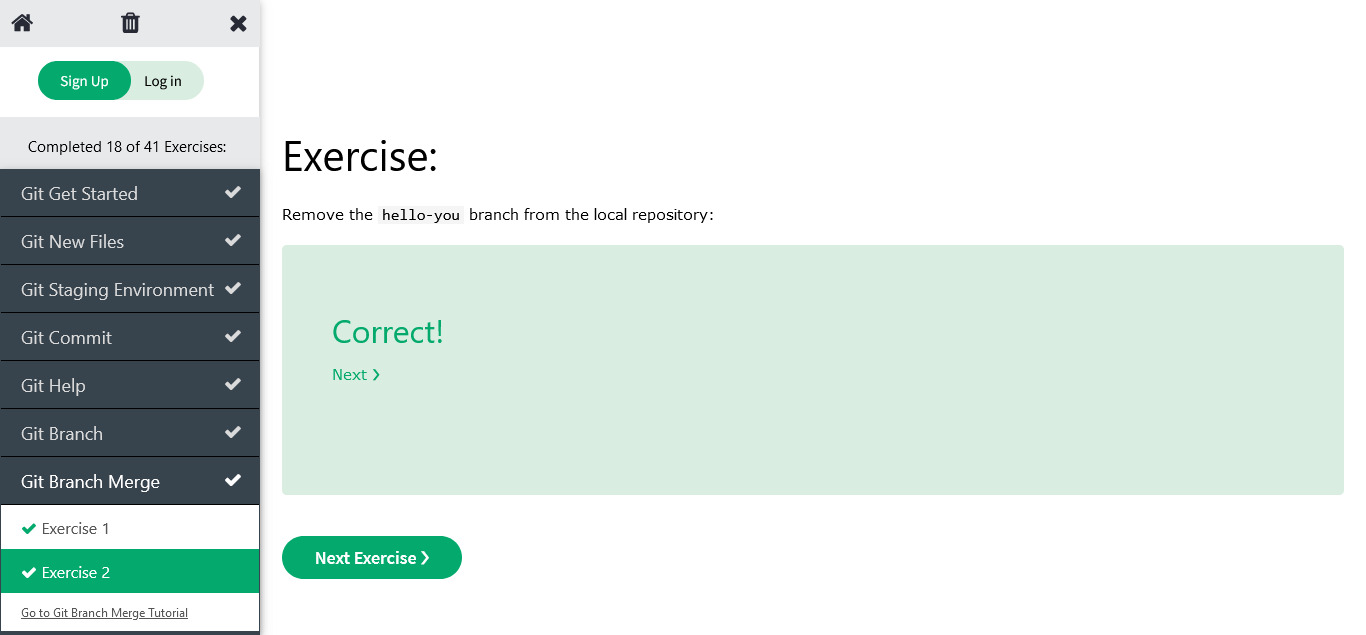 Sign Up
Log in
Completed 18 of 41 Exercises:
Git Get Started
Git New Files
Git Staging Environment
Git Commit
Git Help
Git Branch
Git Branch Merge
Exercise 1
Exercise 2
Go to Git Branch Merge Tutorial
Exercise:
Remove the hello-you branch from the local repository:
Correct!
Next ❯
Next Exercise ❯